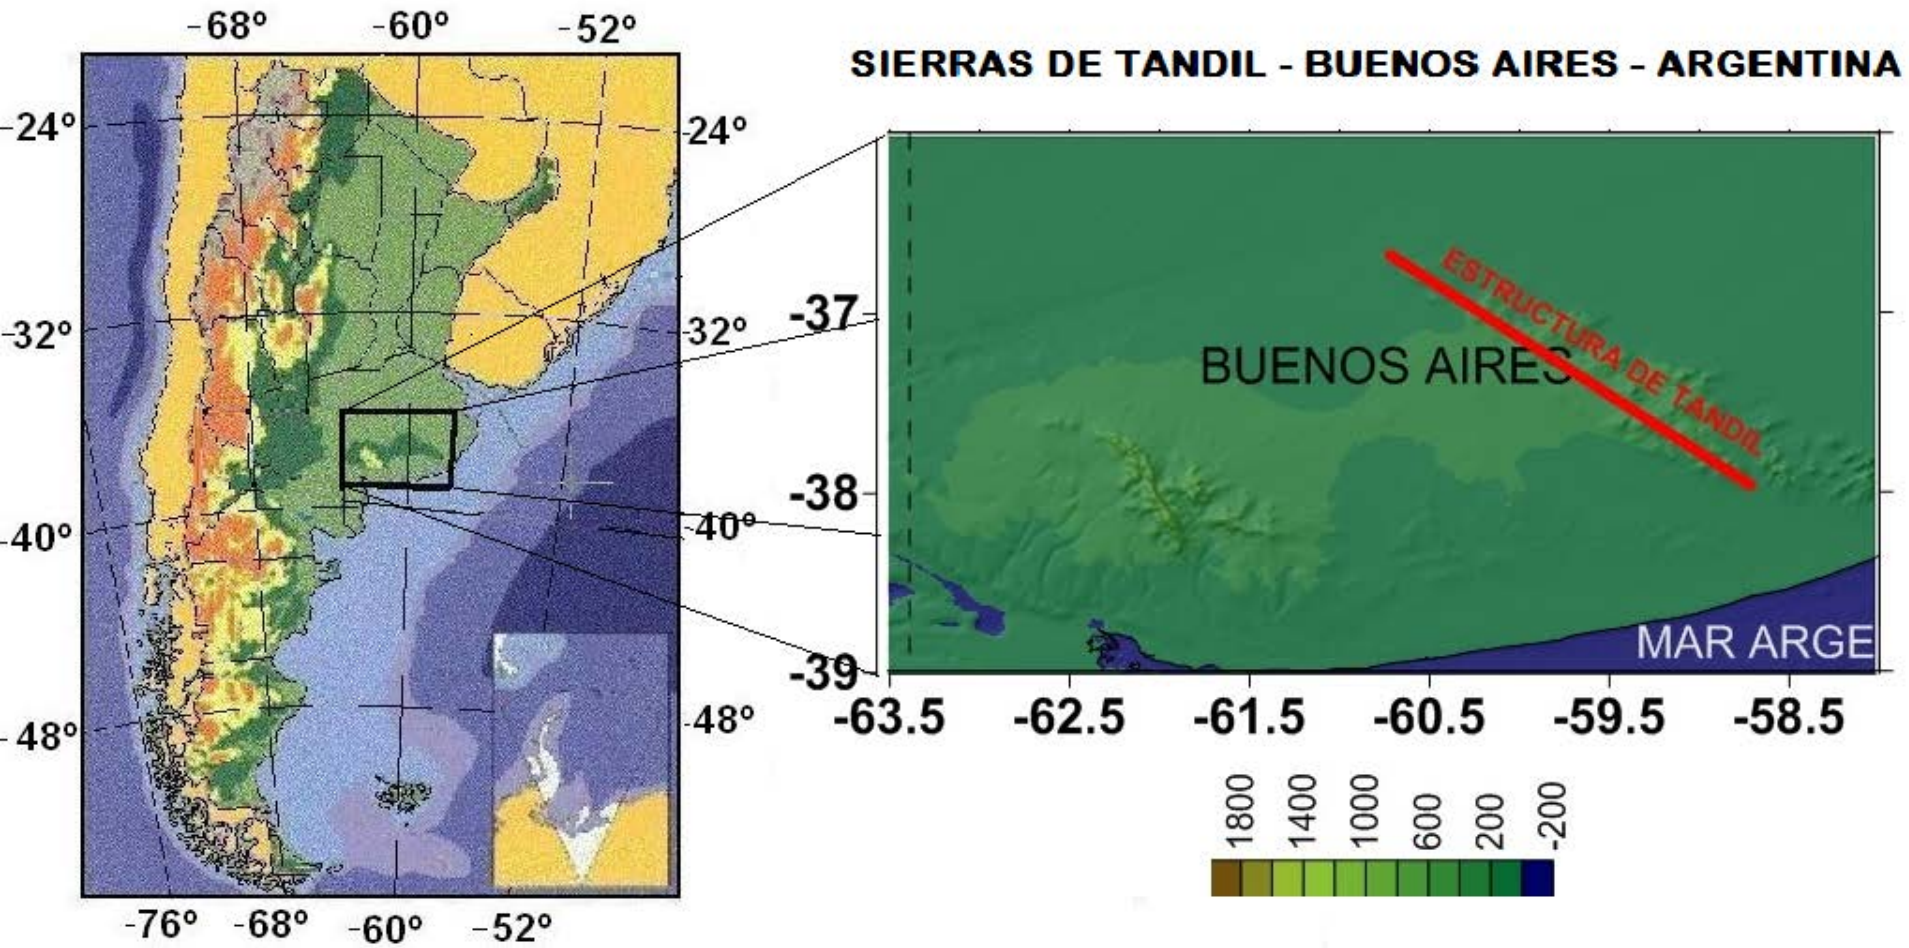 -68º -60º -52º
SIERRAS DE TANDIL - BUENOS AIRES - ARGENTINA
-24º
-24º
-32º
-32º
-40º
-40º
-48º
-48º
-76º -68º -60º -52º
-37
-38
-39
ESTRUCTURA DE TANDIL
BUENOS AIRES
MAR ARGE
-63.5 -62.5 -61.5 -60.5 -59.5 -58.5
1800 1400 1000 600 200 -200